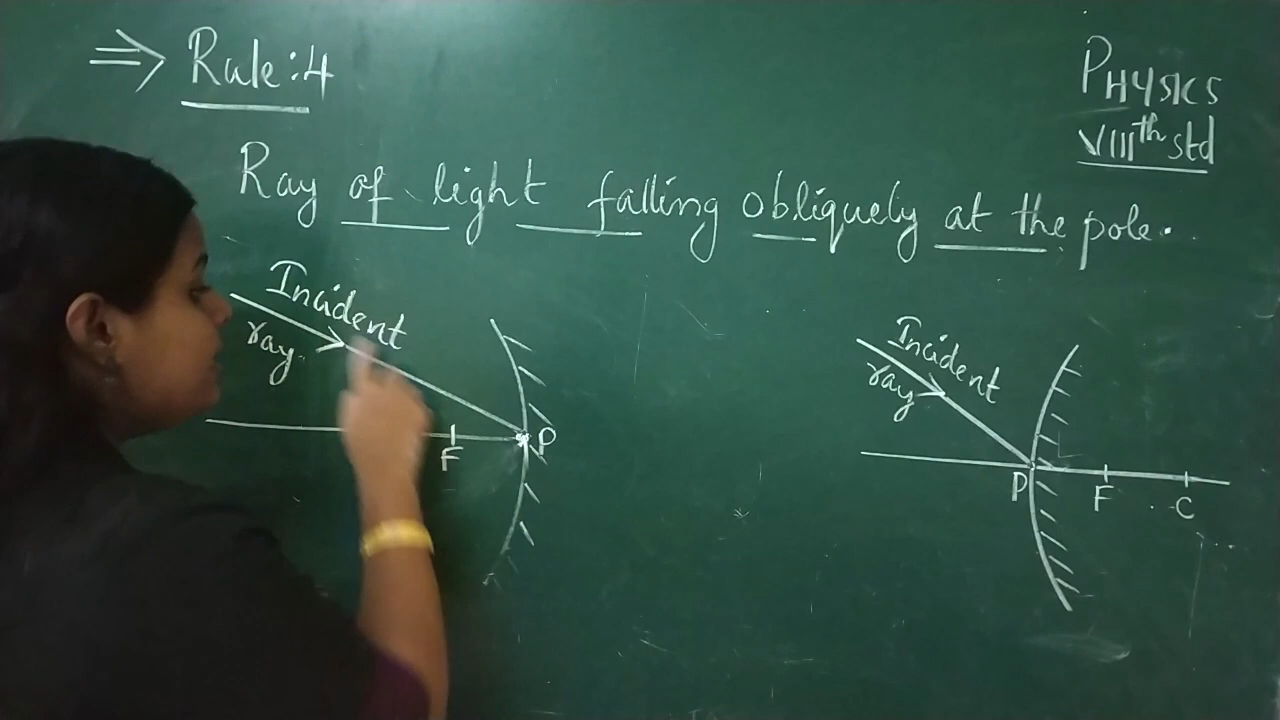 ⇒ Rule:4
PHYSICS
VIIIth std
Ray of light falling obliquely at the pole.
Incident
ray
F
P
Incident
ray
P
F
C